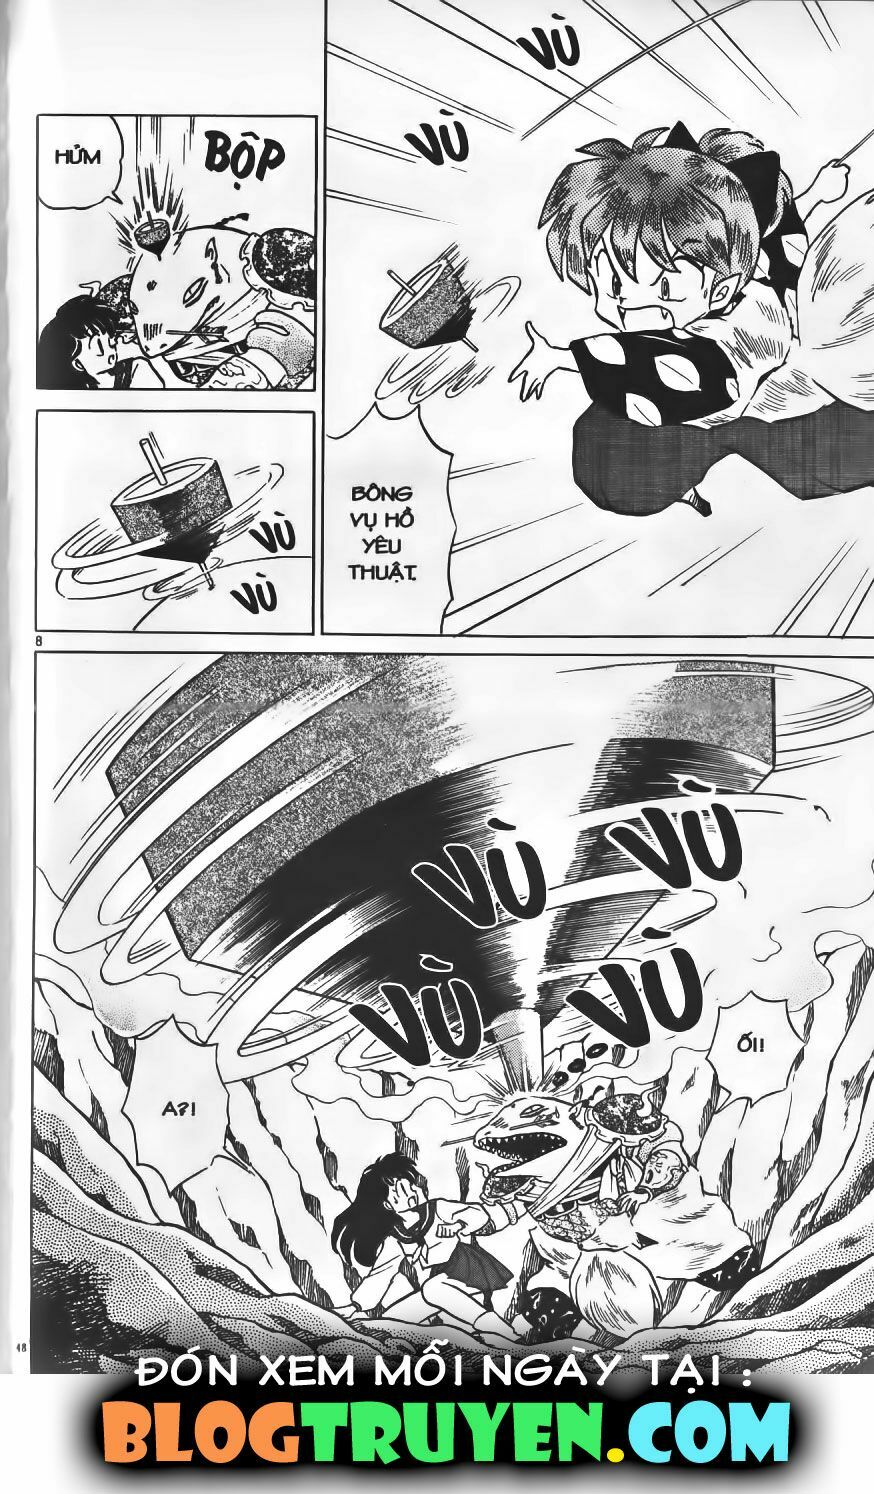 VÙ
VÙ
BÔNG
VỤ HỒ
YÊU
THUẬT.
HỬM
BỘP
VÙ
VÙ
8
VÙ
VÙ
VÙ
VÙ
ỐI!
A?!
48
ĐÓN XEM MỖI NGÀY TẠI :
BLOGTRUYEN.COM